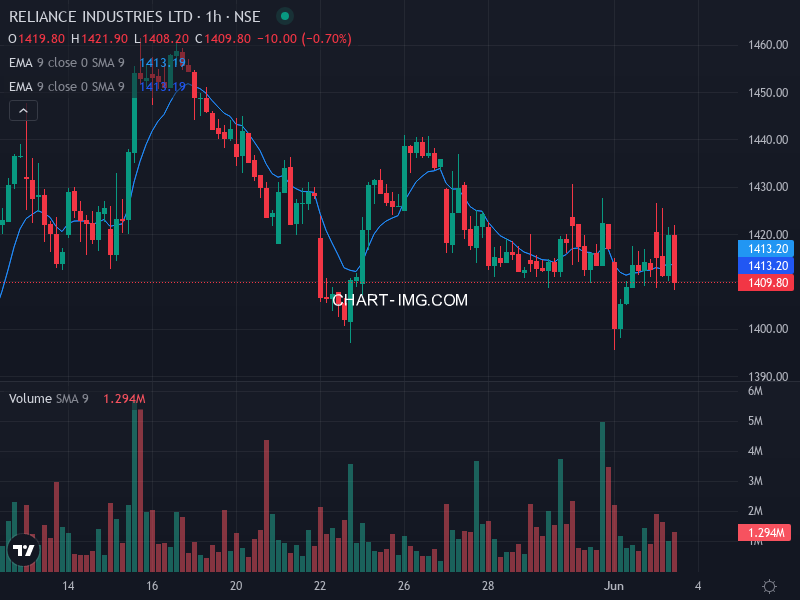 RELIANCE INDUSTRIES LTD · 1h · NSE
O1419.80 H1421.90 L1408.20 C1409.80 −10.00 (−0.70%)
EMA 9 close 0 SMA 9 1413.19
EMA 9 close 0 SMA 9 1413.19
1460.00
1450.00
1440.00
1430.00
1420.00
1413.20
1413.20
1409.80
1400.00
1390.00
CHART-IMG.COM
Volume SMA 9 1.294M
6M
5M
4M
3M
2M
1.294M
1M
14 16 20 22 26 28 Jun 4